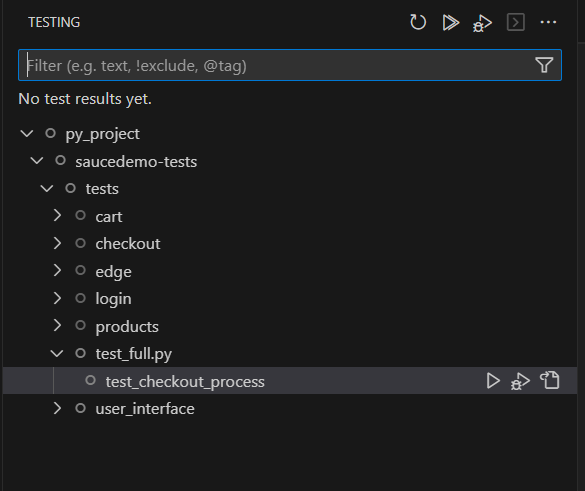 TESTING
Filter (e.g. text, !exclude, @tag)
No test results yet.
py_project
saucedemo-tests
tests
cart
checkout
edge
login
products
test_full.py
test_checkout_process
user_interface